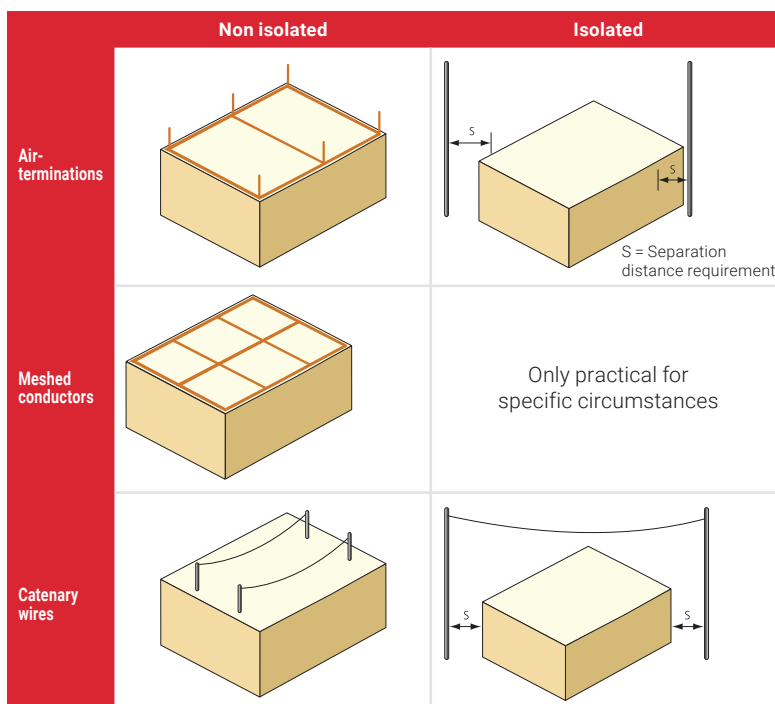 Non isolated
Isolated
Air-
terminations
S
S
S = Separation
distance requirement
Meshed
conductors
Only practical for
specific circumstances
Catenary
wires
S
S